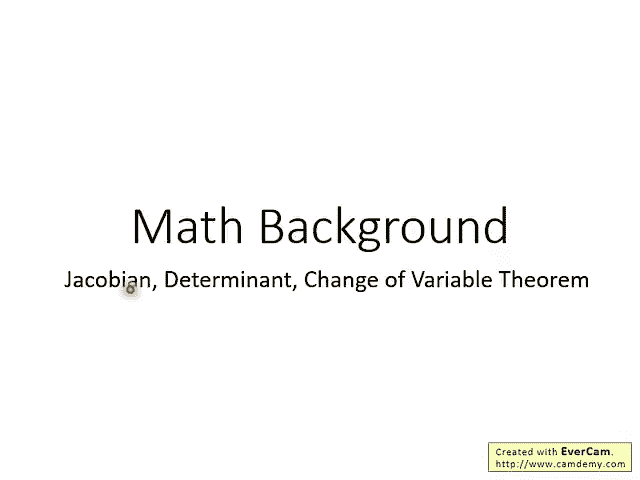 Math Background
Jacobian, Determinant, Change of Variable Theorem
Created with EverCam.
http://www.camdemy.com